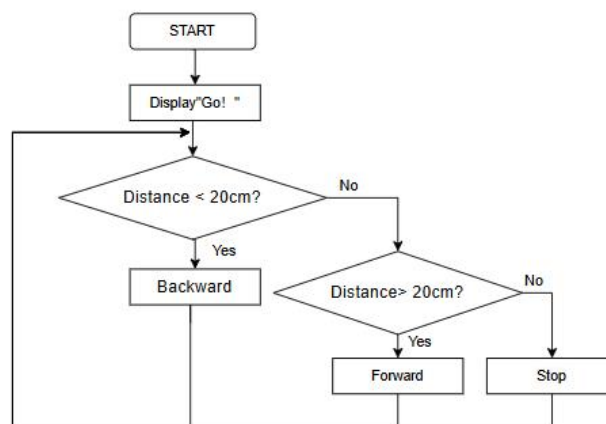 START
Display"Go! "
Distance < 20cm?
No
Yes
Backward
Distance> 20cm?
No
Yes
Forward
Stop